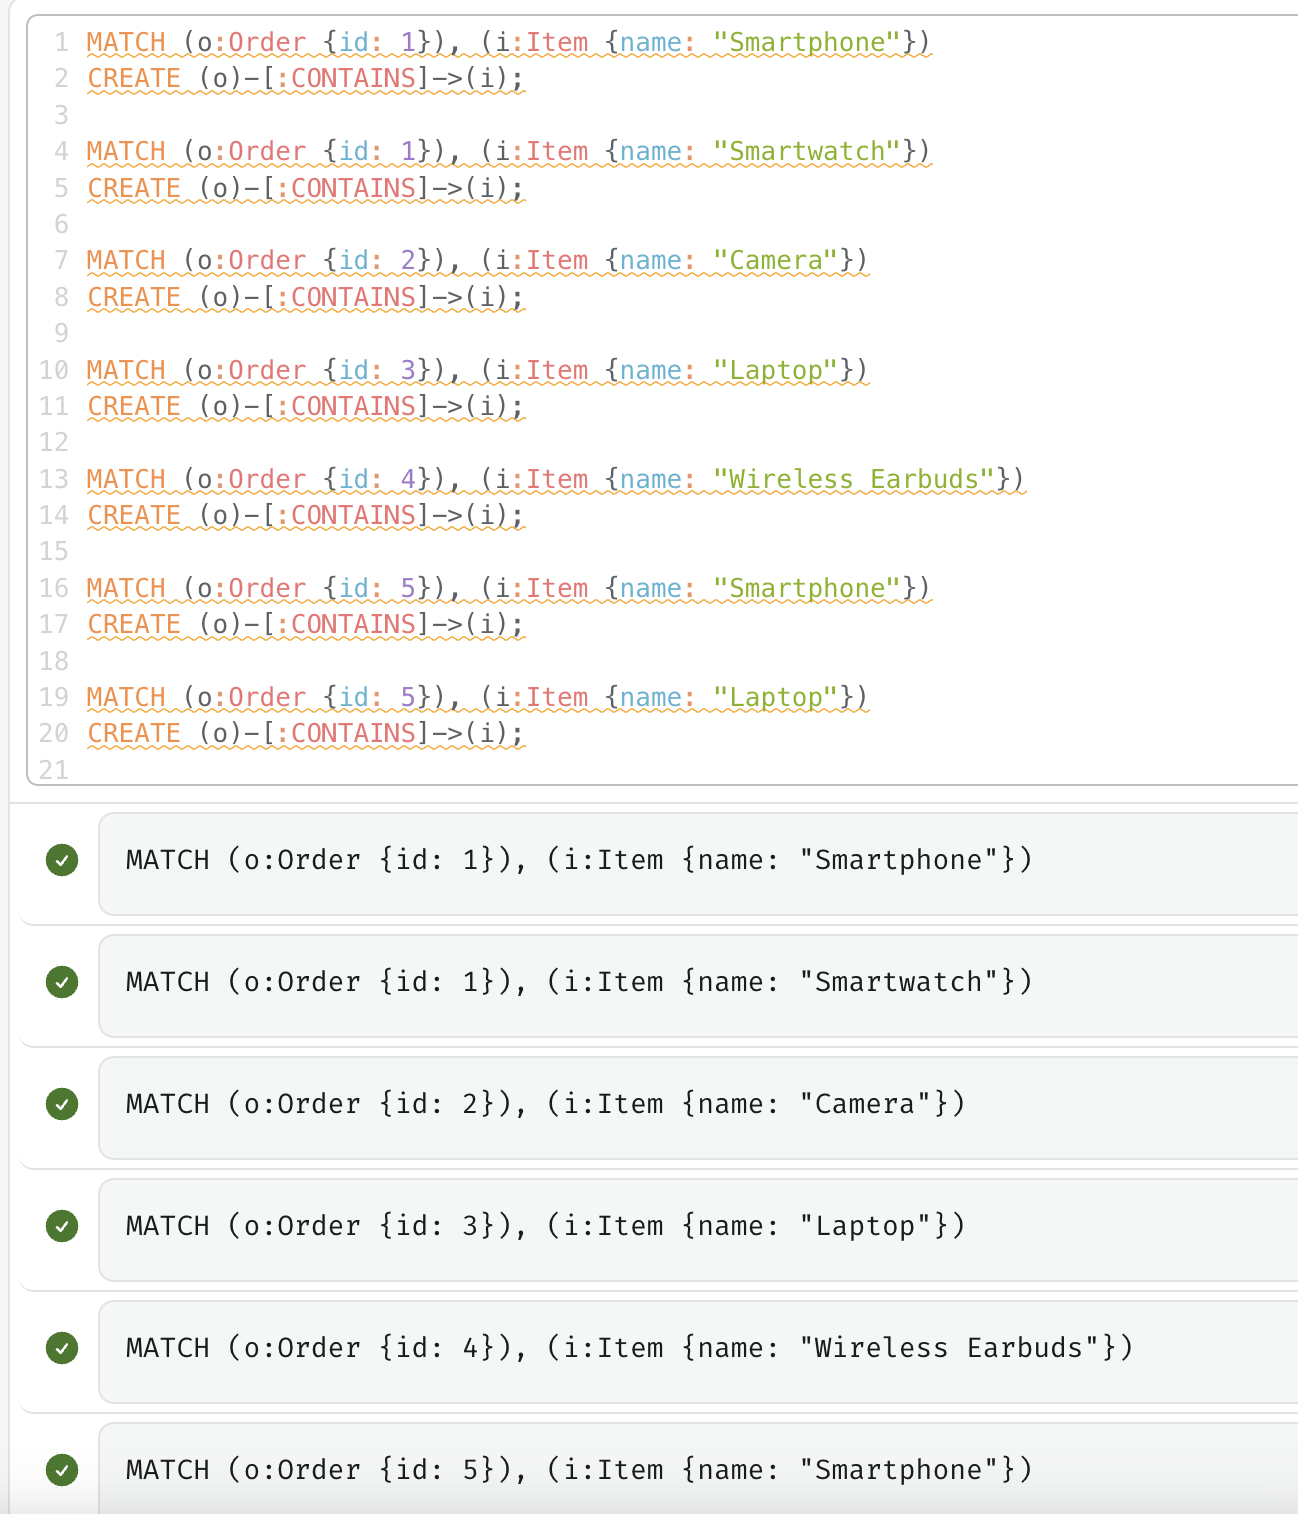 1 MATCH (o:Order {id: 1}), (i:Item {name: "Smartphone"})
2 CREATE (o)-[:CONTAINS]->(i);
3
4 MATCH (o:Order {id: 1}), (i:Item {name: "Smartwatch"})
5 CREATE (o)-[:CONTAINS]->(i);
6
7 MATCH (o:Order {id: 2}), (i:Item {name: "Camera"})
8 CREATE (o)-[:CONTAINS]->(i);
9
10 MATCH (o:Order {id: 3}), (i:Item {name: "Laptop"})
11 CREATE (o)-[:CONTAINS]->(i);
12
13 MATCH (o:Order {id: 4}), (i:Item {name: "Wireless Earbuds"})
14 CREATE (o)-[:CONTAINS]->(i);
15
16 MATCH (o:Order {id: 5}), (i:Item {name: "Smartphone"})
17 CREATE (o)-[:CONTAINS]->(i);
18
19 MATCH (o:Order {id: 5}), (i:Item {name: "Laptop"})
20 CREATE (o)-[:CONTAINS]->(i);
21
MATCH (o:Order {id: 1}), (i:Item {name: "Smartphone"})
MATCH (o:Order {id: 1}), (i:Item {name: "Smartwatch"})
MATCH (o:Order {id: 2}), (i:Item {name: "Camera"})
MATCH (o:Order {id: 3}), (i:Item {name: "Laptop"})
MATCH (o:Order {id: 4}), (i:Item {name: "Wireless Earbuds"})
MATCH (o:Order {id: 5}), (i:Item {name: "Smartphone"})